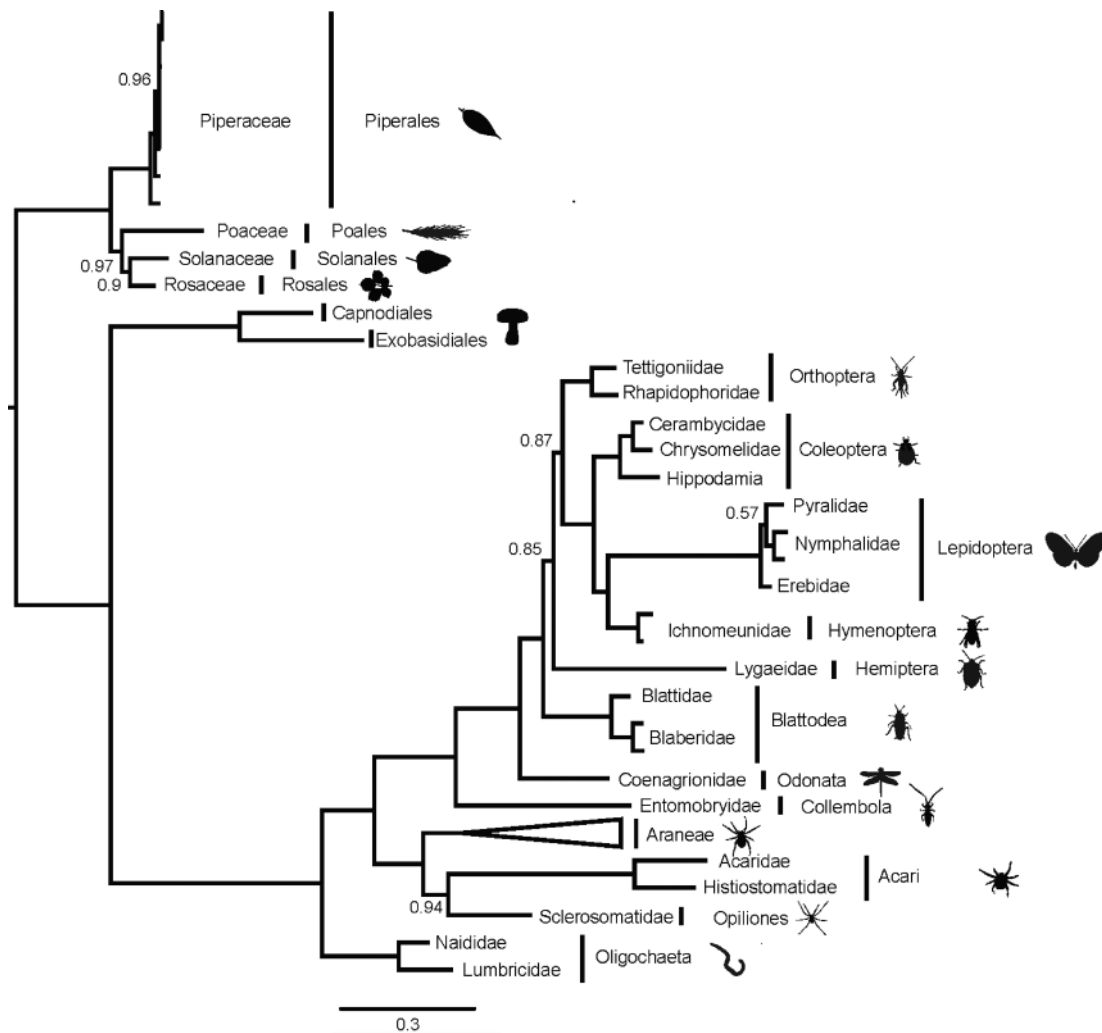 0.96
Piperaceae Piperales
Poaceae Poales
0.97 Solanaceae Solanales
0.9 Rosaceae Rosales
Capnodiales
Exobasidiales
Tettigoniidae Orthoptera
Rhapidophoridae
0.87 Cerambycidae
Chrysomelidae Coleoptera
Hippodamia
0.57 Pyralidae
0.85 Nymphalidae Lepidoptera
Erebidae
Ichnomeunidae Hymenoptera
Lygaeidae Hemiptera
Blattidae Blattodea
Blaberidae
Coenagrionidae Odonata
Entomobryidae Collembola
Araneae
Acaridae Acari
Histiostomatidae
0.94 Sclerosomatidae Opiliones
Naididae Oligochaeta
Lumbricidae
0.3